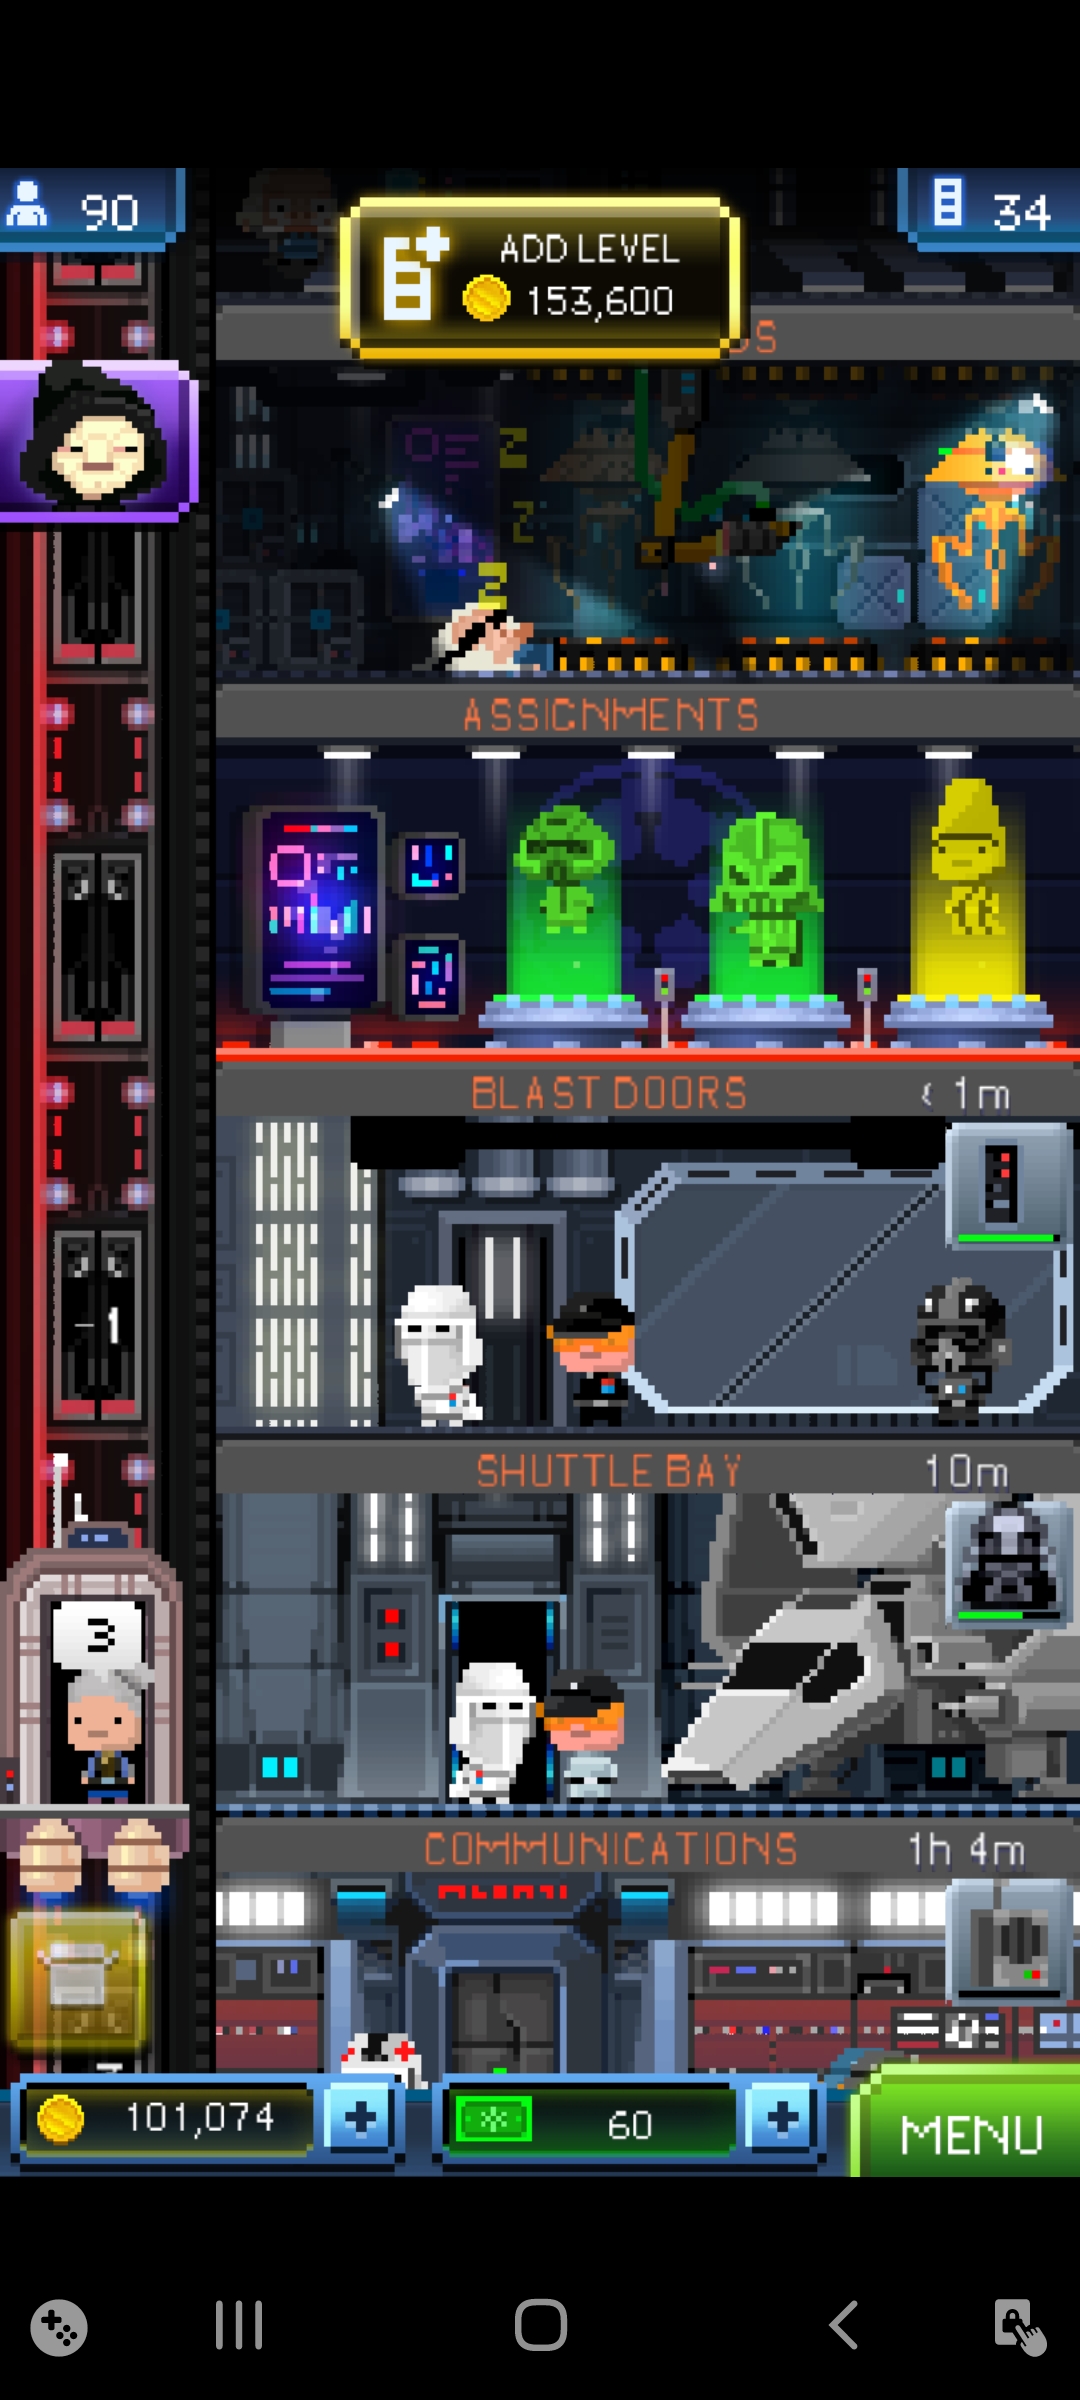 90
34
ADD LEVEL
153,600
ASSIGNMENTS
BLAST DOORS
< 1m
-1
SHUTTLE BAY
10m
3
COMMUNICATIONS
1h 4m
101,074
60
MENU